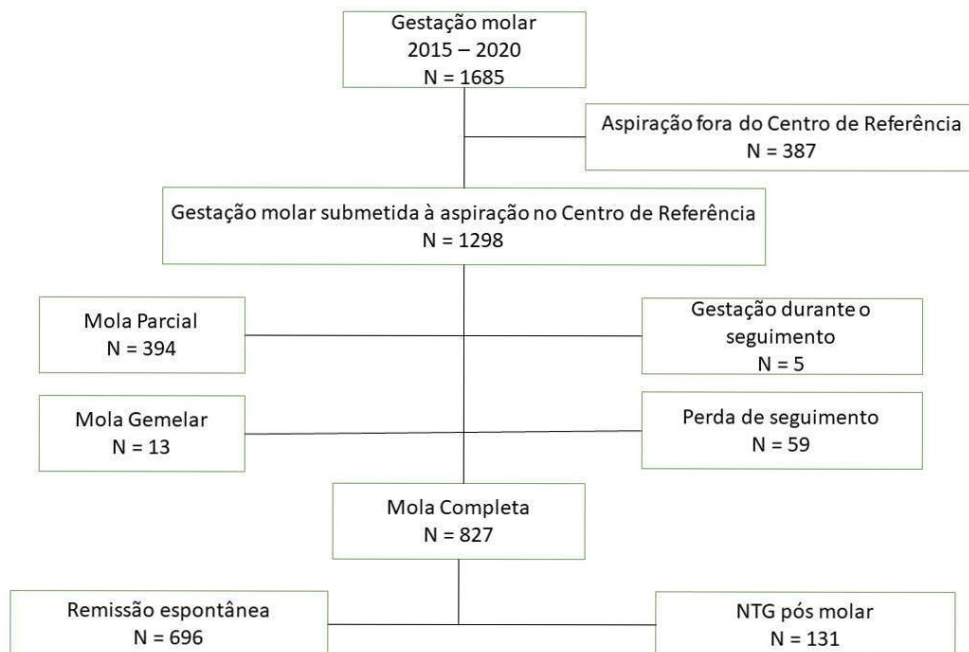 Gestação molar
2015 – 2020
N = 1685
Aspiração fora do Centro de Referência
N = 387
Gestação molar submetida à aspiração no Centro de Referência
N = 1298
Mola Parcial
N = 394
Gestação durante o
seguimento
N = 5
Mola Gemelar
N = 13
Perda de seguimento
N = 59
Mola Completa
N = 827
Remissão espontânea
N = 696
NTG pós molar
N = 131